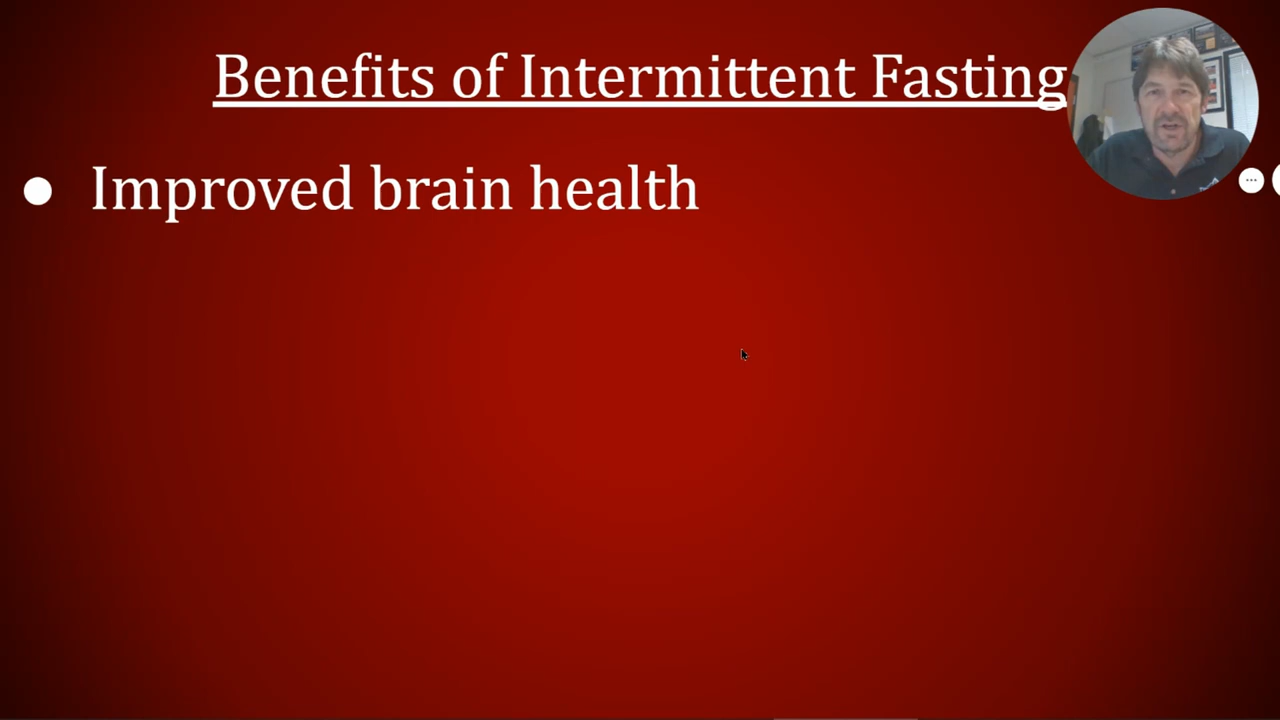 Benefits of Intermittent Fasting
● Improved brain health